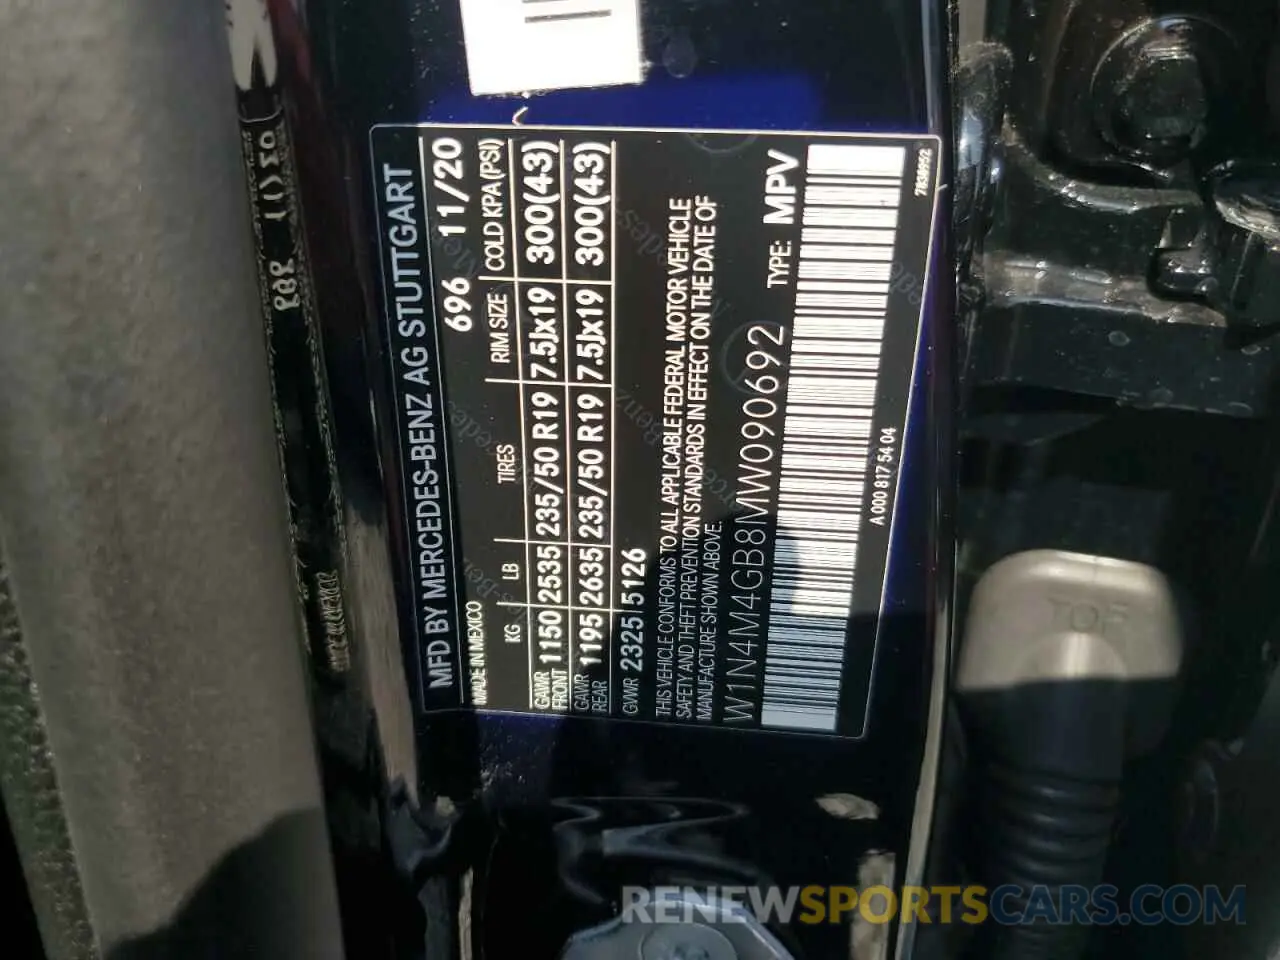 MFD BY MERCEDES-BENZ AG STUTTGART
MADE IN MEXICO 696 11/20
KG LB TIRES RIM SIZE COLD KPA (PSI)
GAWR FRONT 1150 2535 235/50 R19 7.5Jx19 300(43)
GAWR REAR 1195 2635 235/50 R19 7.5Jx19 300(43)
GVWR 2325 5126
THIS VEHICLE CONFORMS TO ALL APPLICABLE FEDERAL MOTOR VEHICLE
SAFETY AND THEFT PREVENTION STANDARDS IN EFFECT ON THE DATE OF
MANUFACTURE SHOWN ABOVE.
W1N4M4GB8MW090692 TYPE: MPV
A 000 817 54 04
7836952
TOP
RENEWSPORTSCARS.COM